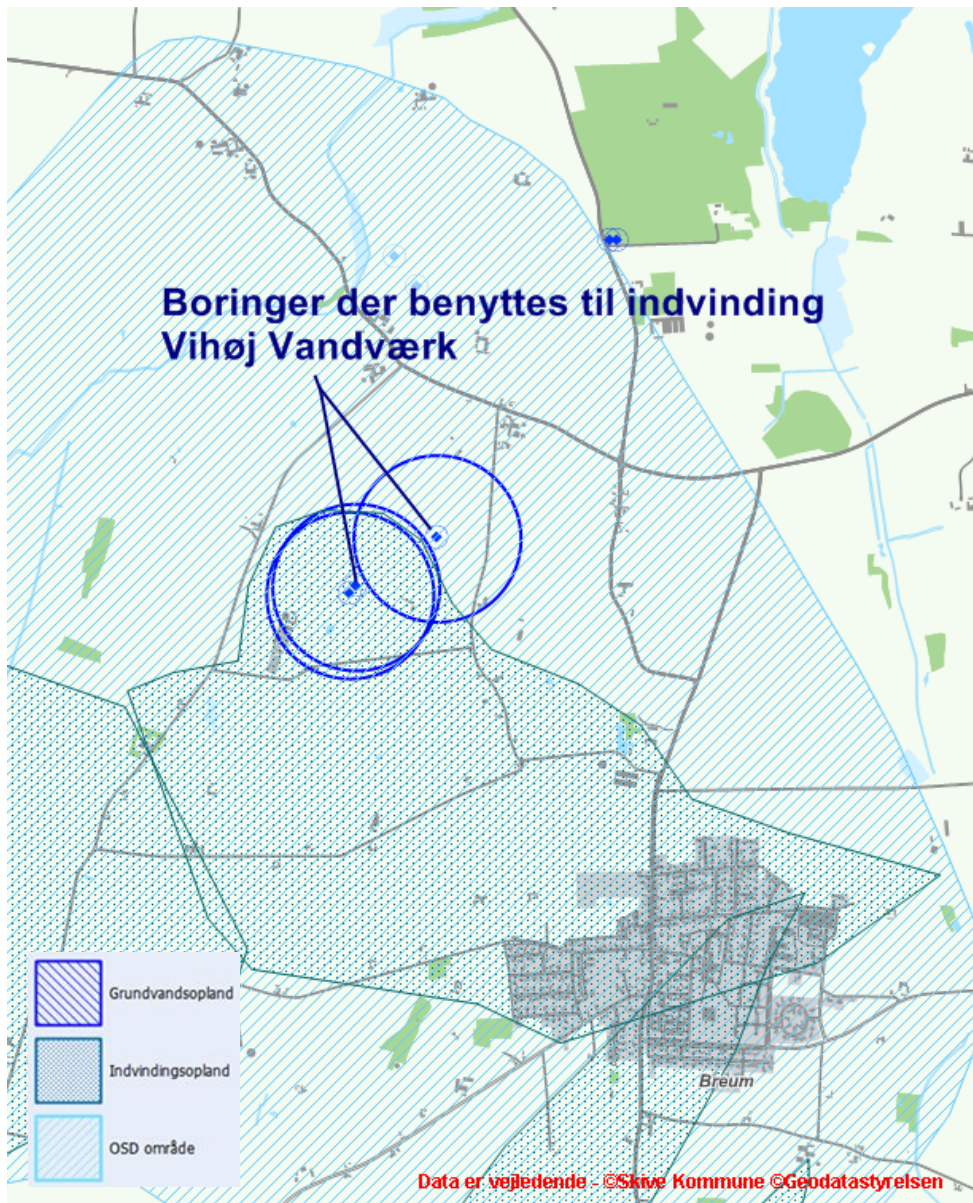 Boringer der benyttes til indvinding
Vihøj Vandværk
Grundvandsopland
Indvindingsopland
OSD område
Breum
Data er vejledende - ©Skive Kommune ©Geodatastyrelsen